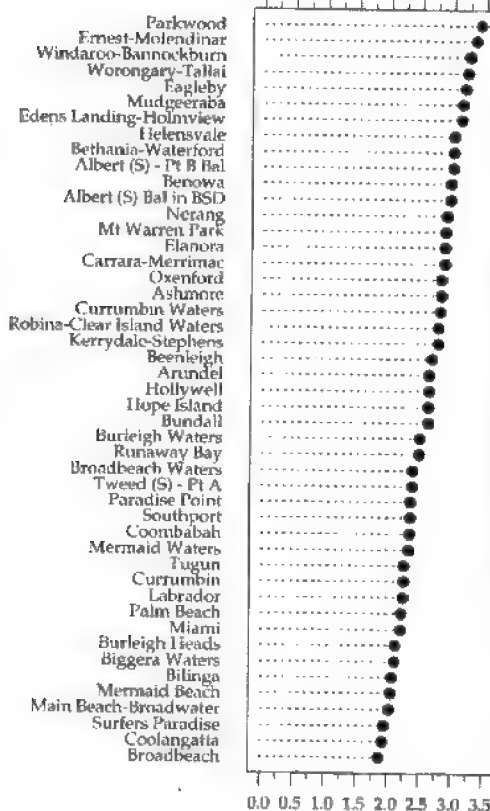 Parkwood
Ernest-Molendinar
Windaroo-Bannockburn
Worongary-Tallai
Eagleby
Mudgeeraba
Edens Landing-Holmview
Helensvale
Bethania-Waterford
Albert (S) - Pt B Bal
Benowa
Albert (S) Bal in BSD
Nerang
Mt Warren Park
Elanora
Carrara-Merrimac
Oxenford
Ashmore
Currumbin Waters
Robina-Clear Island Waters
Kerrydale-Stephens
Beenleigh
Arundel
Hollywell
Hope Island
Bundall
Burleigh Waters
Runaway Bay
Broadbeach Waters
Tweed (S) - Pt A
Paradise Point
Southport
Coombabah
Mermaid Waters
Tugun
Currumbin
Labrador
Palm Beach
Miami
Burleigh Heads
Biggera Waters
Bilinga
Mermaid Beach
Main Beach-Broadwater
Surfers Paradise
Coolangatta
Broadbeach
0.0 0.5 1.0 1.5 2.0 2.5 3.0 3.5